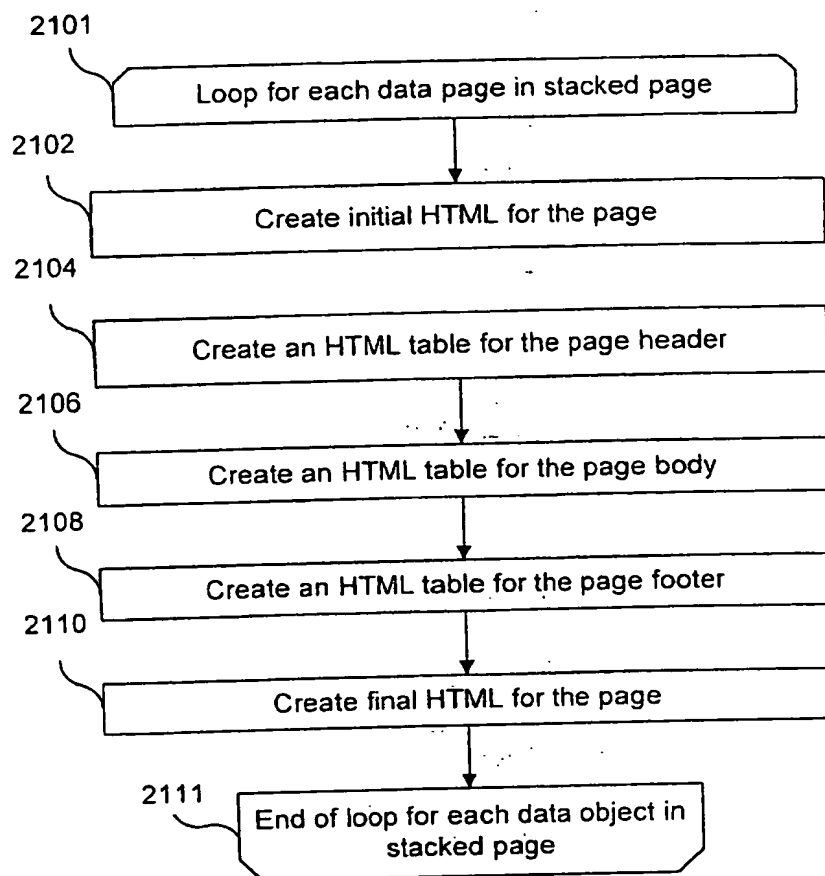 2101
Loop for each data page in stacked page
2102
Create initial HTML for the page
2104
Create an HTML table for the page header
2106
Create an HTML table for the page body
2108
Create an HTML table for the page footer
2110
Create final HTML for the page
2111
End of loop for each data object in
stacked page